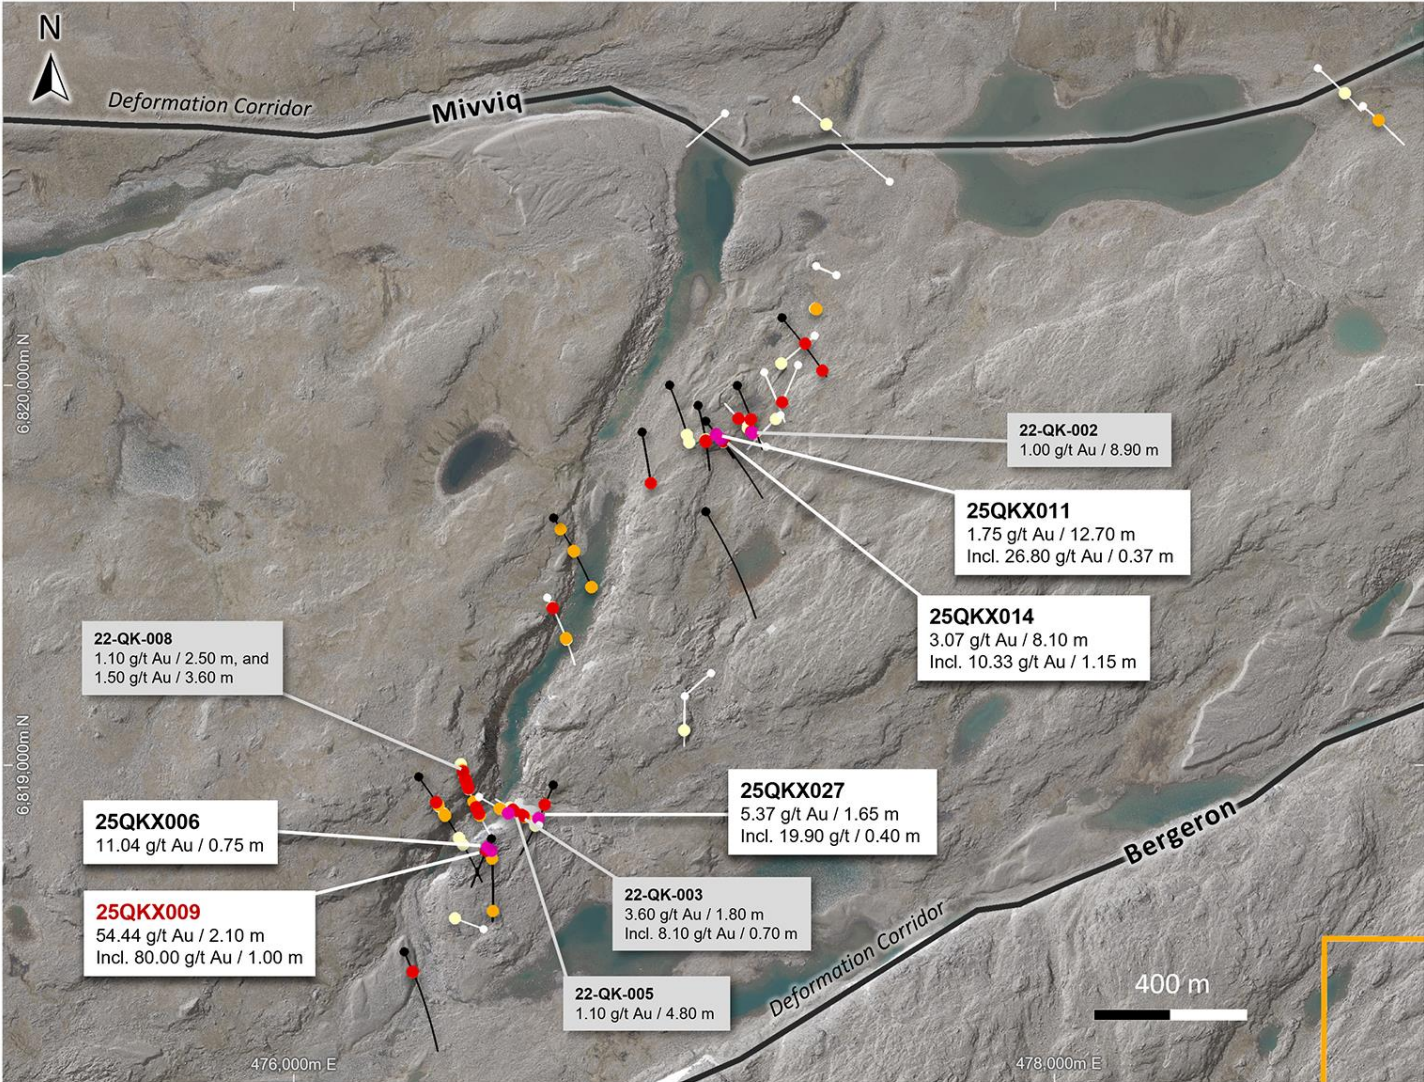 N
Deformation Corridor
Mivviq
6,820,000m N
22-QK-002
1.00 g/t Au / 8.90 m
25QKX011
1.75 g/t Au / 12.70 m
Incl. 26.80 g/t Au / 0.37 m
25QKX014
3.07 g/t Au / 8.10 m
Incl. 10.33 g/t Au / 1.15 m
22-QK-008
1.10 g/t Au / 2.50 m, and
1.50 g/t Au / 3.60 m
6,819,000m N
25QKX027
5.37 g/t Au / 1.65 m
Incl. 19.90 g/t / 0.40 m
25QKX006
11.04 g/t Au / 0.75 m
Bergeron
22-QK-003
3.60 g/t Au / 1.80 m
Incl 8.10 g/t Au / 0.70 m
25QKX009
54.44 g/t Au / 2.10 m
Incl. 80.00 g/t Au / 1.00 m
Deformation Corridor
22-QK-005
1.10 g/t Au / 4.80 m
400 m
476,000m E
478,000m E